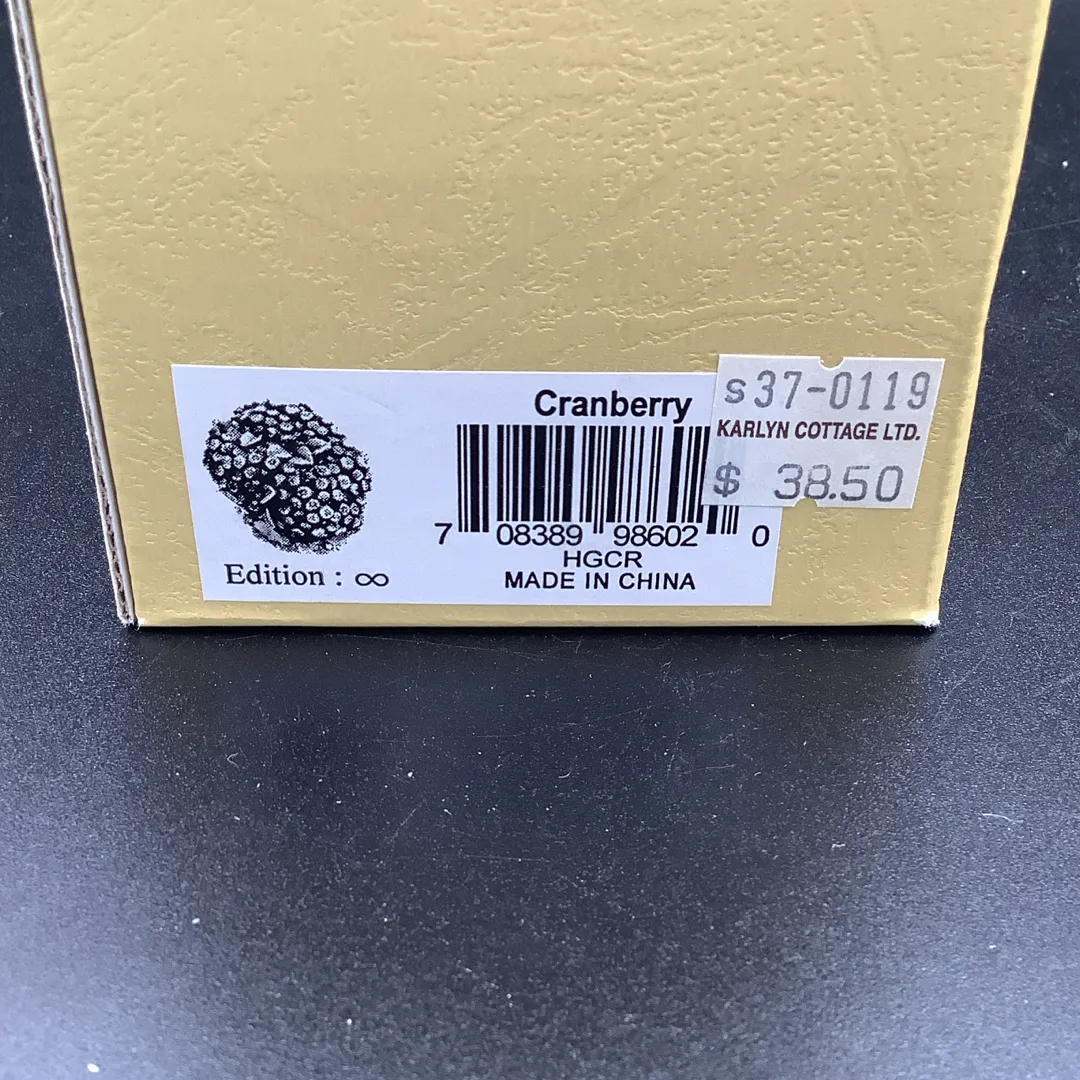 Cranberry
7 08389 98602 0
HGCR
MADE IN CHINA
Edition : ∞
S37-0119
KARLYN COTTAGE LTD.
$ 38.50